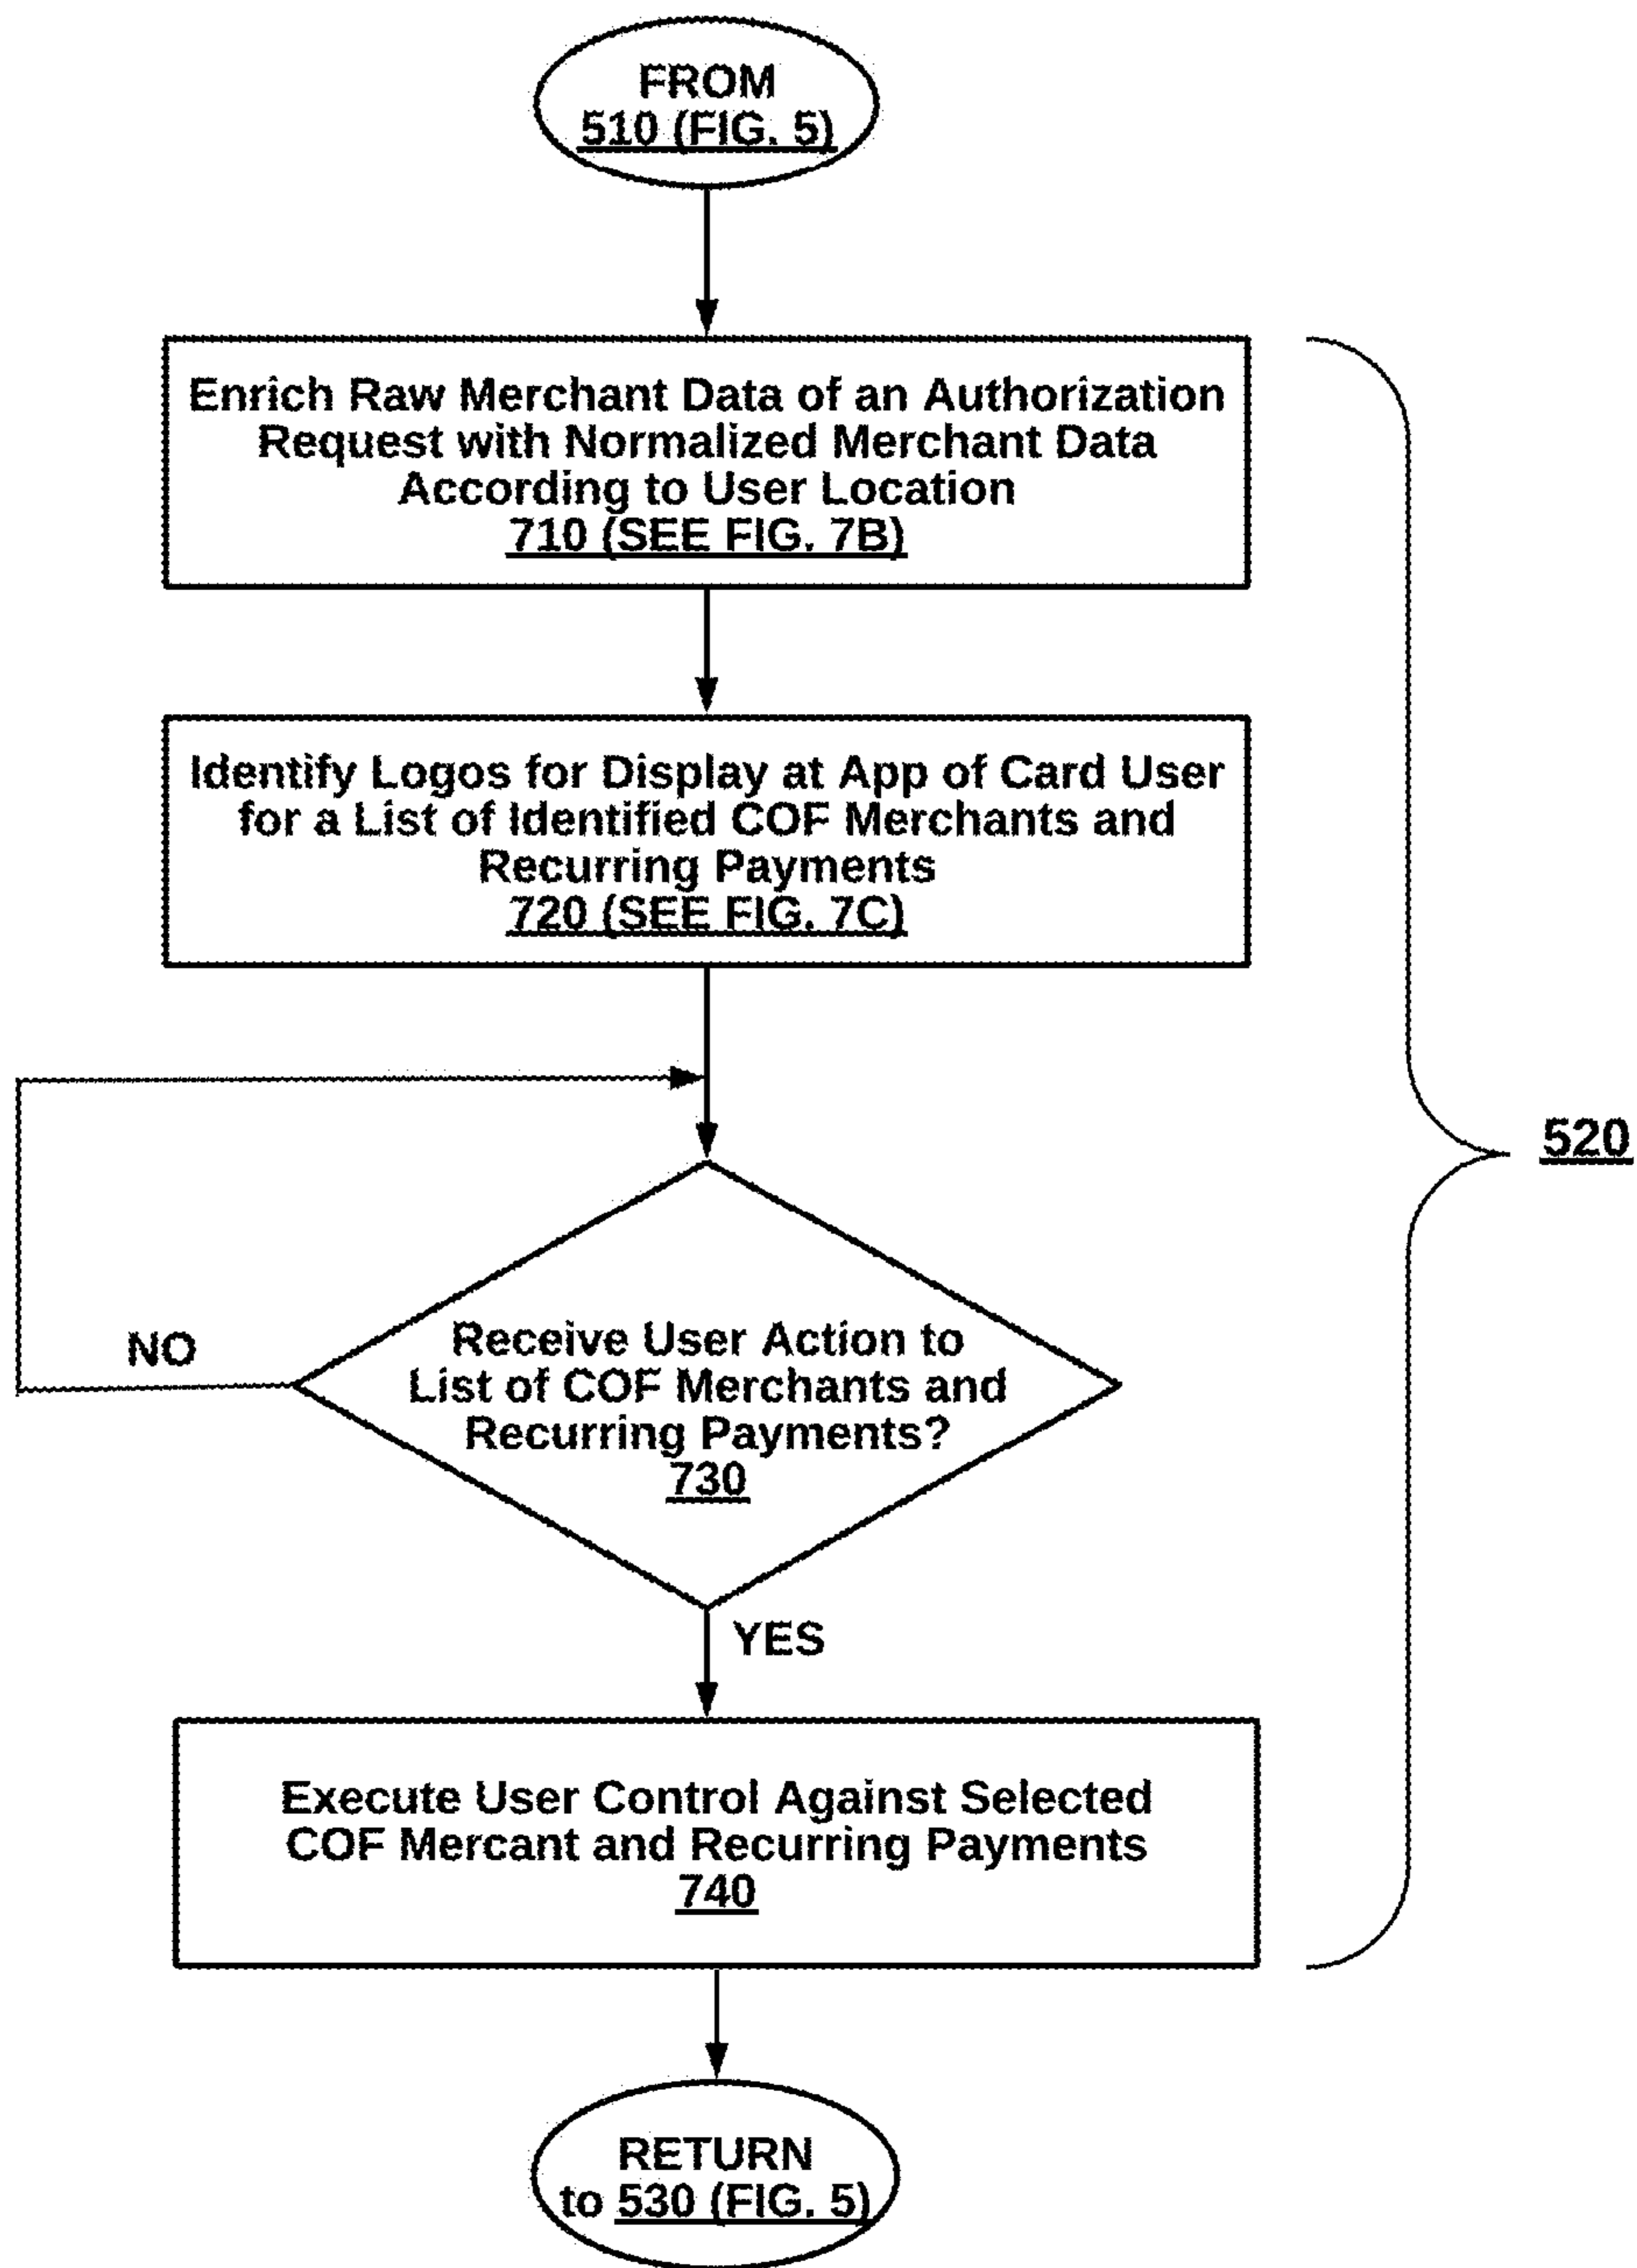 FROM
510 (FIG. 5)
Enrich Raw Merchant Data of an Authorization
Request with Normalized Merchant Data
According to User Location
710 (SEE FIG. 7B)
Identify Logos for Display at App of Card User
for a List of Identified COF Merchants and
Recurring Payments
720 (SEE FIG. 7C)
520
NO
Receive User Action to
List of COF Merchants and
Recurring Payments?
730
YES
Execute User Control Against Selected
COF Mercant and Recurring Payments
740
RETURN
to 530 (FIG. 5)